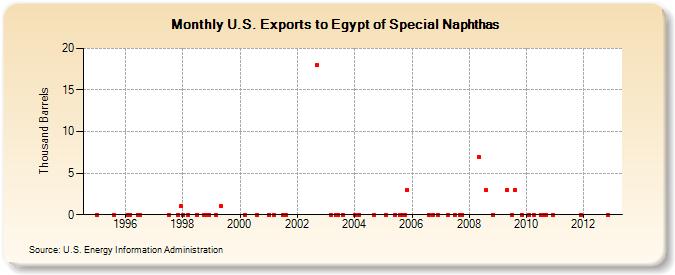 Monthly U.S. Exports to Egypt of Special Naphthas
Thousand Barrels
20
15
10
5
0
1996 1998 2000 2002 2004 2006 2008 2010 2012
Source: U.S. Energy Information Administration